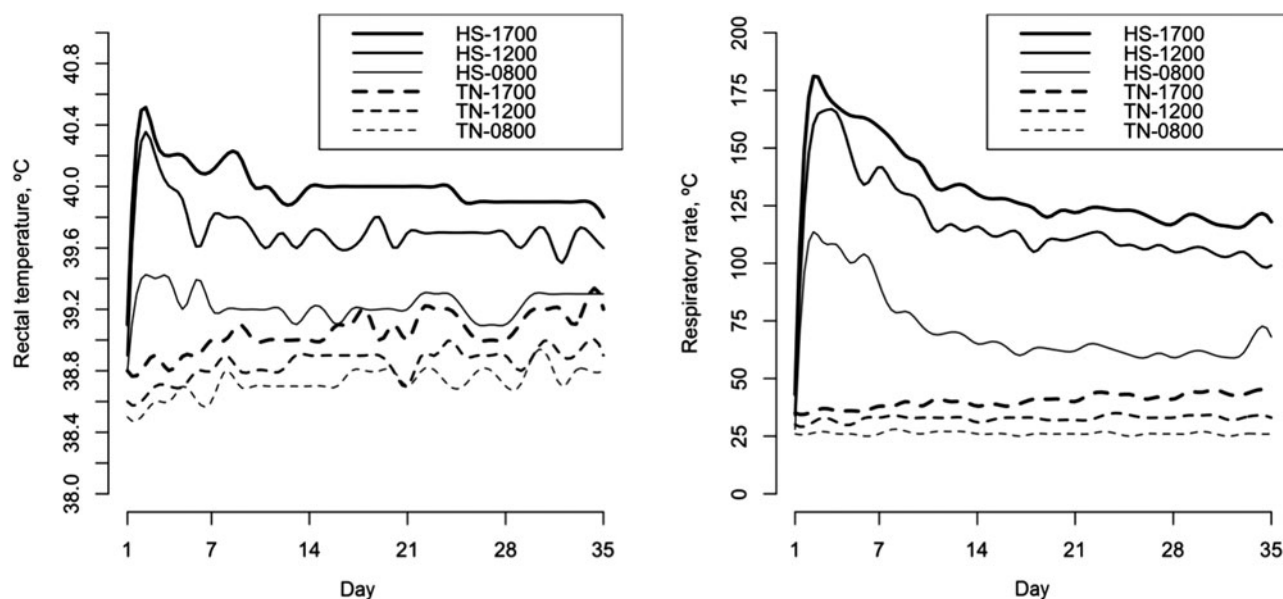 Rectal temperature, ºC
40.8
40.4
40.0
39.6
39.2
38.8
38.4
38.0
HS-1700
HS-1200
HS-0800
TN-1700
TN-1200
TN-0800
1 7 14 21 28 35
Day
Respiratory rate, ºC
200
175
150
125
100
75
50
25
0
HS-1700
HS-1200
HS-0800
TN-1700
TN-1200
TN-0800
1 7 14 21 28 35
Day